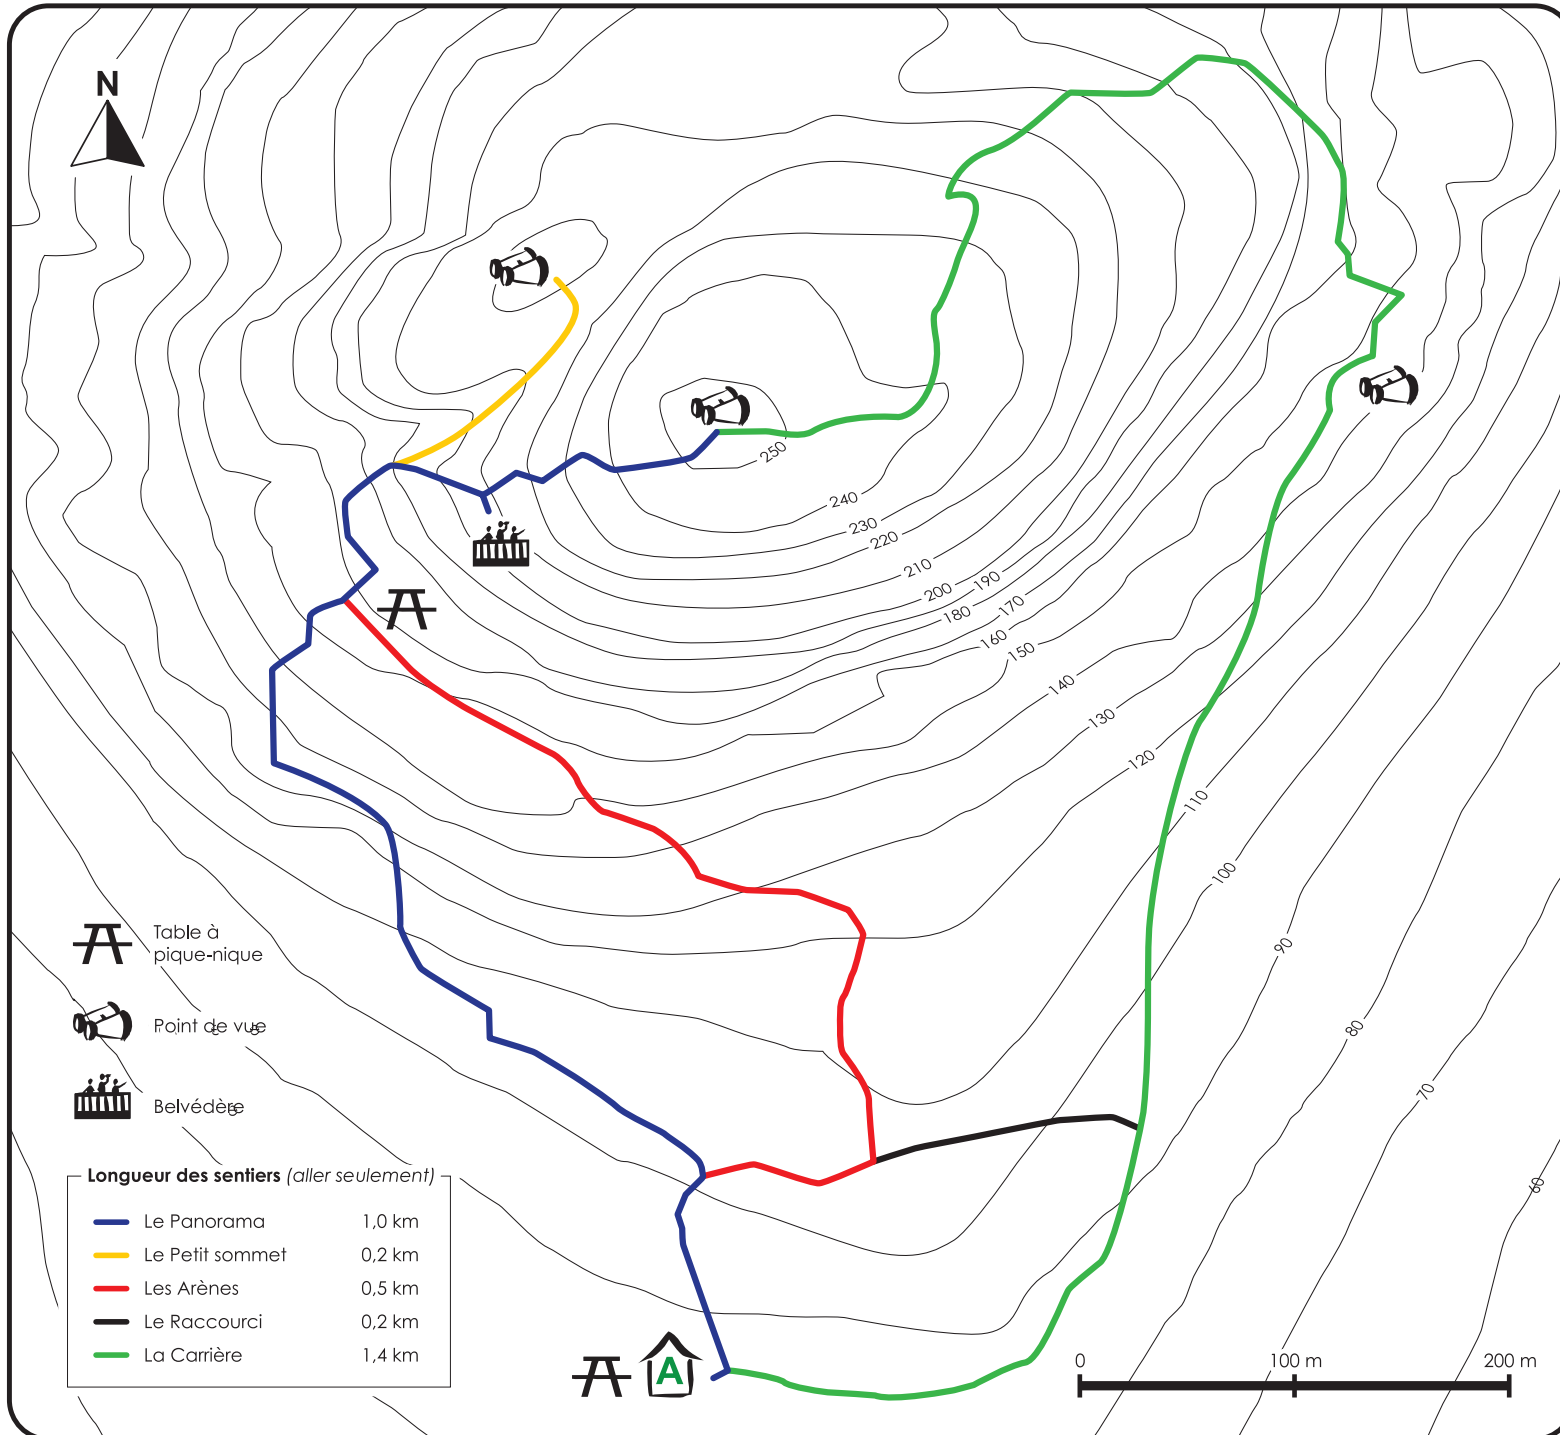 N
250
240
230
220
210
200
190
180
170
160
150
140
130
120
110
100
90
80
70
60
Table à
pique-nique
Point de vue
Belvédère
Longueur des sentiers (aller seulement)
Le Panorama 1,0 km
Le Petit sommet 0,2 km
Les Arènes 0,5 km
Le Raccourci 0,2 km
La Carrière 1,4 km
A
0 100 m 200 m